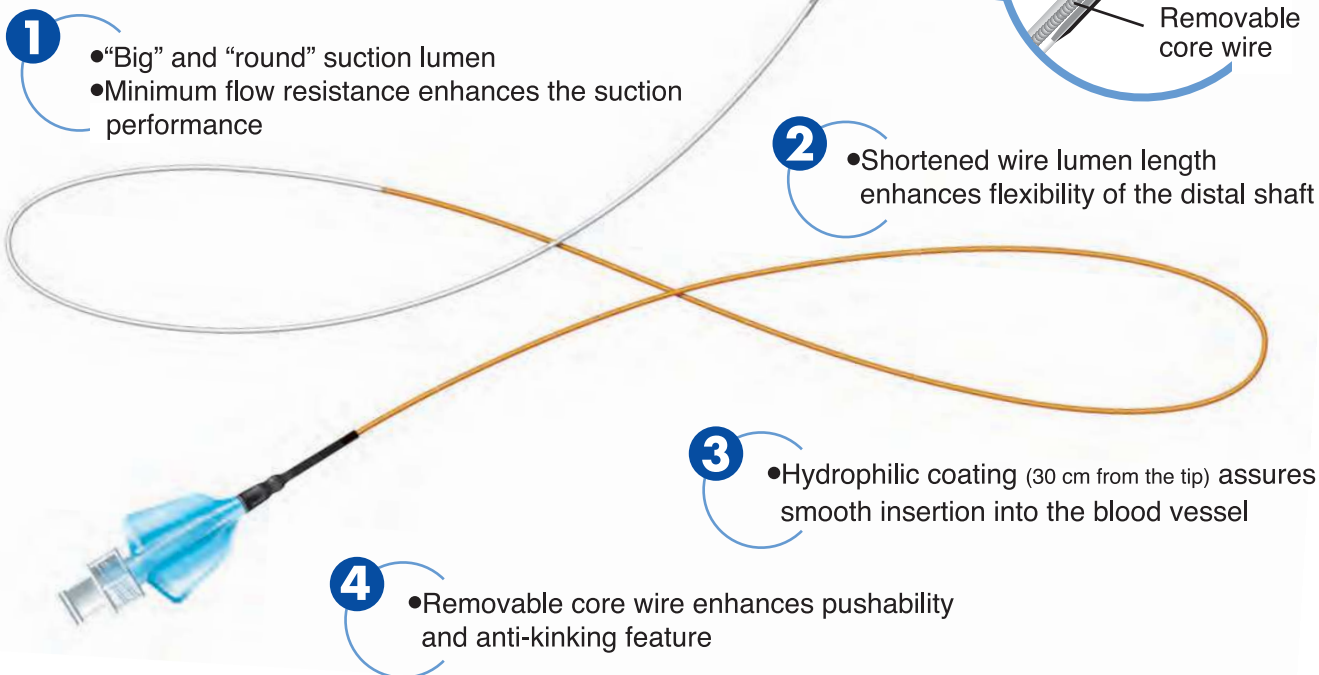 Removable
core wire
1
●“Big” and “round” suction lumen
●Minimum flow resistance enhances the suction
performance
2
●Shortened wire lumen length
enhances flexibility of the distal shaft
3
●Hydrophilic coating (30 cm from the tip) assures
smooth insertion into the blood vessel
4
●Removable core wire enhances pushability
and anti-kinking feature